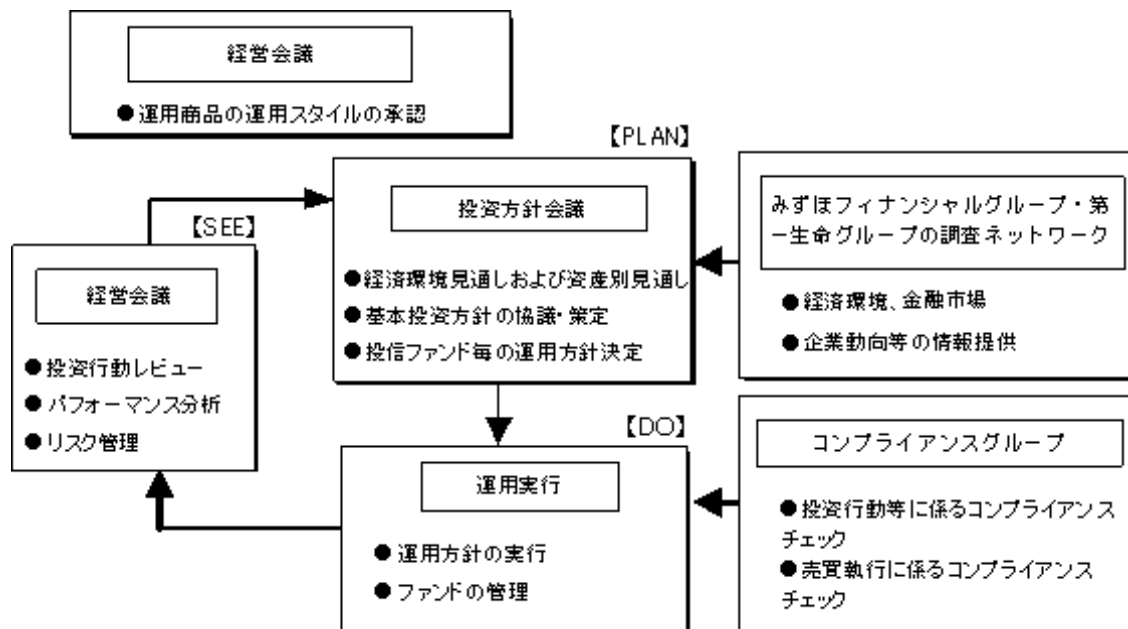 経営会議
●運用商品の運用スタイルの承認
【PLAN】
投資方針会議
●経済環境見通しおよび資産別見通し
●基本投資方針の協議・策定
●投信ファンド毎の運用方針決定
みずほフィナンシャルグループ・第
一生命グループの調査ネットワーク
●経済環境、金融市場
●企業動向等の情報提供
【SEE】
経営会議
●投資行動レビュー
●パフォーマンス分析
●リスク管理
【DO】
運用実行
●運用方針の実行
●ファンドの管理
コンプライアンスグループ
●投資行動等に係るコンプライアンス
チェック
●売買執行に係るコンプライアンス
チェック